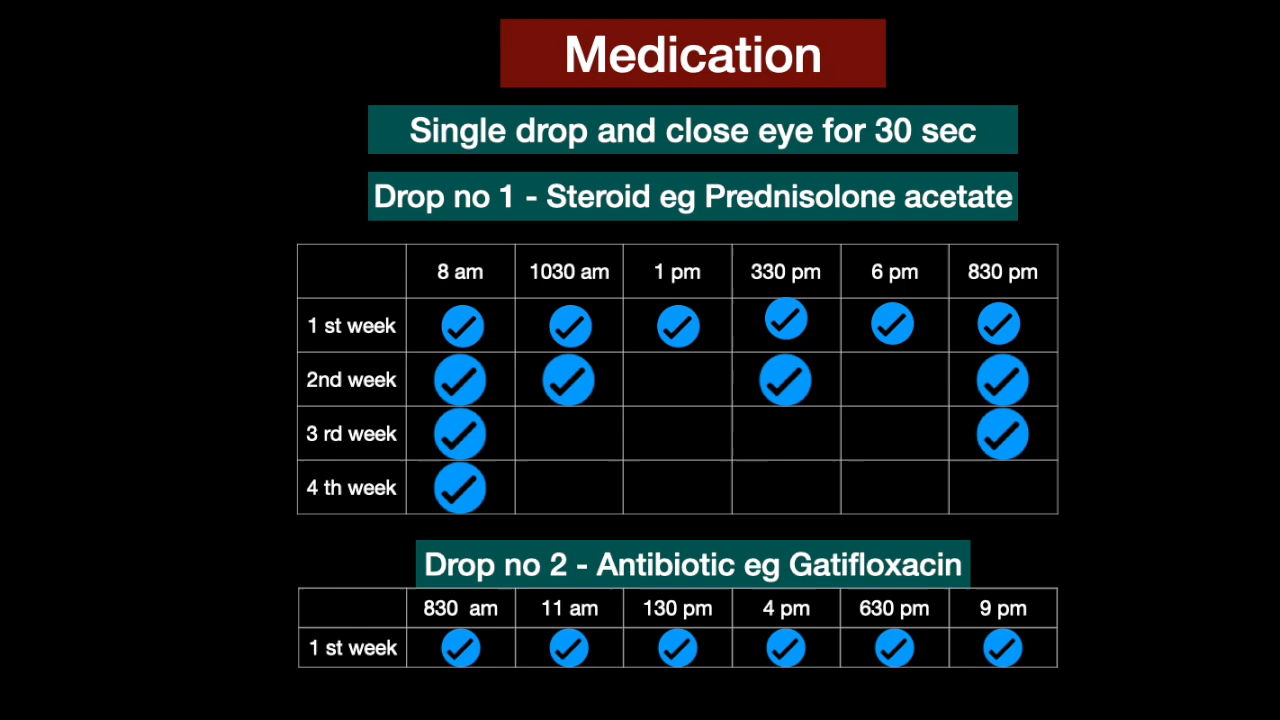 Medication
Single drop and close eye for 30 sec
Drop no 1 - Steroid eg Prednisolone acetate
8 am 1030 am 1 pm 330 pm 6 pm 830 pm
1 st week
2nd week
3 rd week
4 th week
Drop no 2 - Antibiotic eg Gatifloxacin
830 am 11 am 130 pm 4 pm 630 pm 9 pm
1 st week